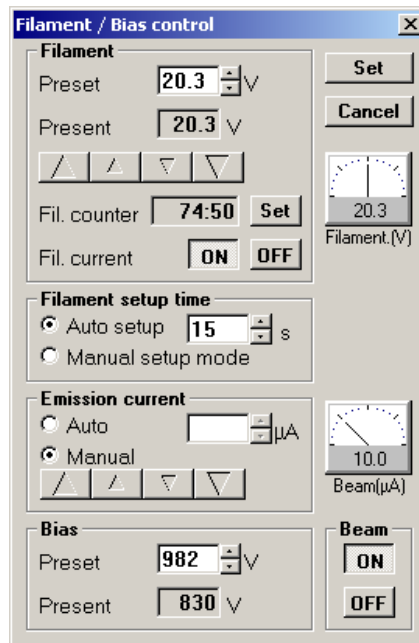 Filament / Bias control
Filament
Preset 20.3 V
Present 20.3 V
Fil. counter 74:50 Set
Fil. current ON OFF
Set
Cancel
20.3
Filament.(V)
Filament setup time
Auto setup 15 s
Manual setup mode
Emission current
Auto µA
Manual
10.0
Beam(µA)
Bias
Preset 982 V
Present 830 V
Beam
ON
OFF